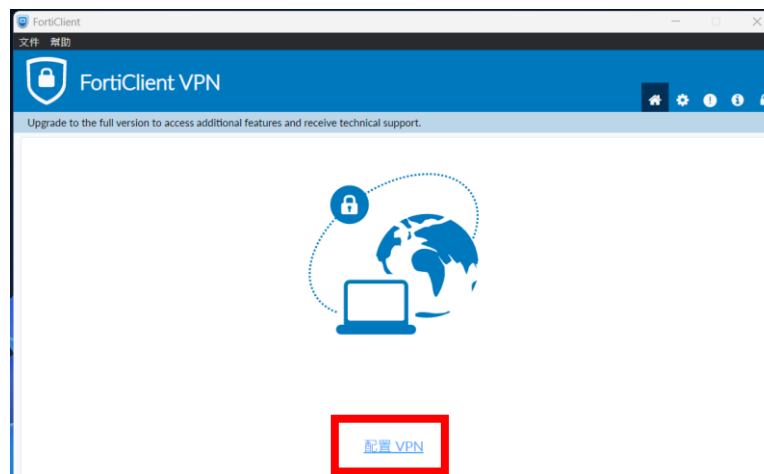 FortiClient
文件 幫助
FortiClient VPN
Upgrade to the full version to access additional features and receive technical support.
配置 VPN